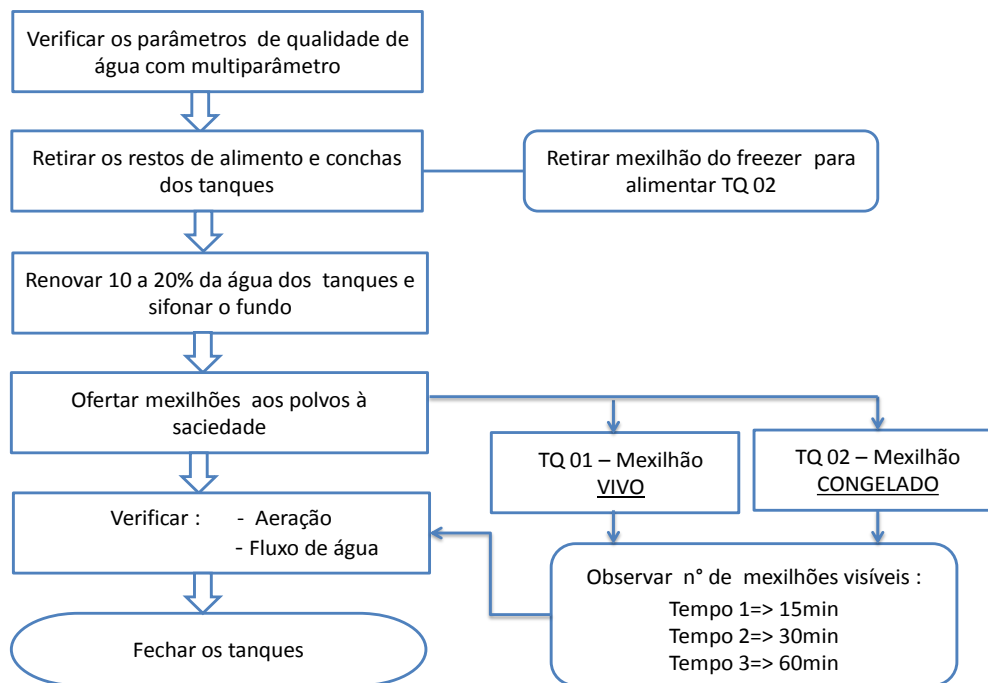 Verificar os parâmetros de qualidade de
água com multiparâmetro
Retirar os restos de alimento e conchas
dos tanques
Retirar mexilhão do freezer para
alimentar TQ 02
Renovar 10 a 20% da água dos tanques e
sifonar o fundo
Ofertar mexilhões aos polvos à
saciedade
TQ 01 – Mexilhão
VIVO
TQ 02 – Mexilhão
CONGELADO
Verificar : - Aeração
- Fluxo de água
Observar n° de mexilhões visíveis :
Tempo 1=> 15min
Tempo 2=> 30min
Tempo 3=> 60min
Fechar os tanques